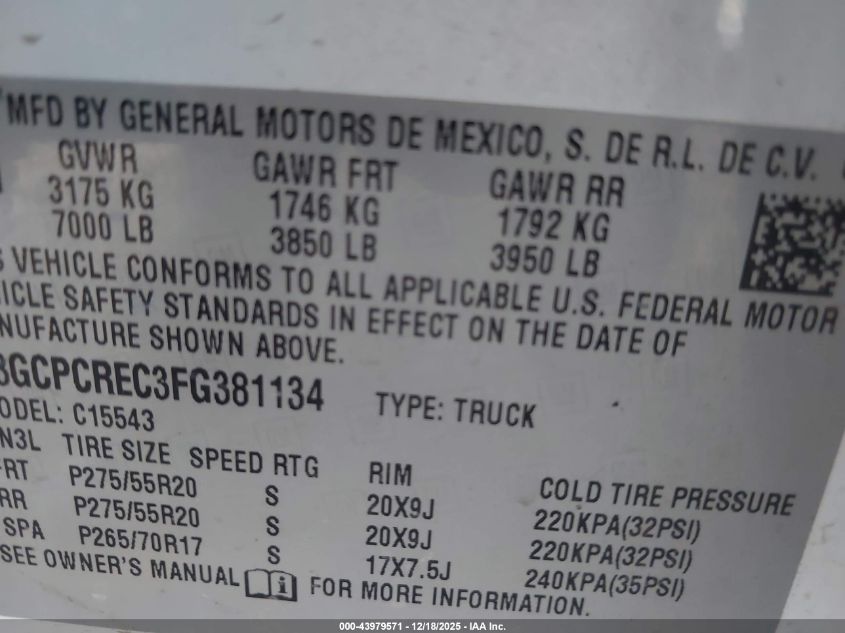 MFD BY GENERAL MOTORS DE MEXICO, S. DE R.L. DE C.V.
GVWR GAWR FRT GAWR RR
3175 KG 1746 KG 1792 KG
7000 LB 3850 LB 3950 LB
S VEHICLE CONFORMS TO ALL APPLICABLE U.S. FEDERAL MOTOR
ICLE SAFETY STANDARDS IN EFFECT ON THE DATE OF
NUFACTURE SHOWN ABOVE.
3GCPCREC3FG381134 TYPE: TRUCK
ODEL: C15543
N3L TIRE SIZE SPEED RTG RIM COLD TIRE PRESSURE
FRT P275/55R20 S 20X9J 220KPA(32PSI)
RR P275/55R20 S 20X9J 220KPA(32PSI)
SPA P265/70R17 S 17X7.5J 240KPA(35PSI)
SEE OWNER'S MANUAL FOR MORE INFORMATION.
000-43979571 - 12/18/2025 - IAA Inc.